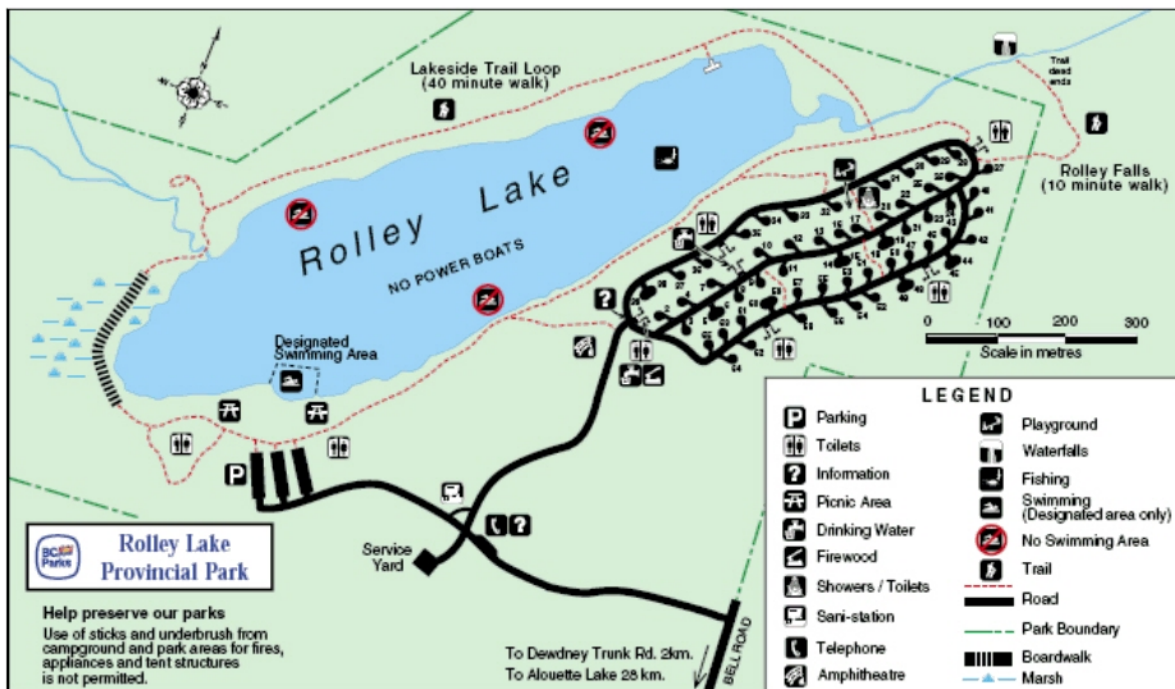 Lakeside Trail Loop
(40 minute walk)
Trail
dead
ends
Rolley Falls
(10 minute walk)
Rolley Lake
NO POWER BOATS
Designated
Swimming Area
0 100 200 300
Scale in metres
P
?
?
Service
Yard
BC
Parks
Rolley Lake
Provincial Park
Help preserve our parks
Use of sticks and underbrush from
campground and park areas for fires,
appliances and tent structures
is not permitted.
To Dewdney Trunk Rd. 2km.
To Alouette Lake 28 km.
BELL ROAD
LEGEND
P Parking
Toilets
? Information
Picnic Area
Drinking Water
Firewood
Showers / Toilets
Sani-station
Telephone
Amphitheatre
Playground
Waterfalls
Fishing
Swimming
(Designated area only)
No Swimming Area
Trail
Road
Park Boundary
Boardwalk
Marsh